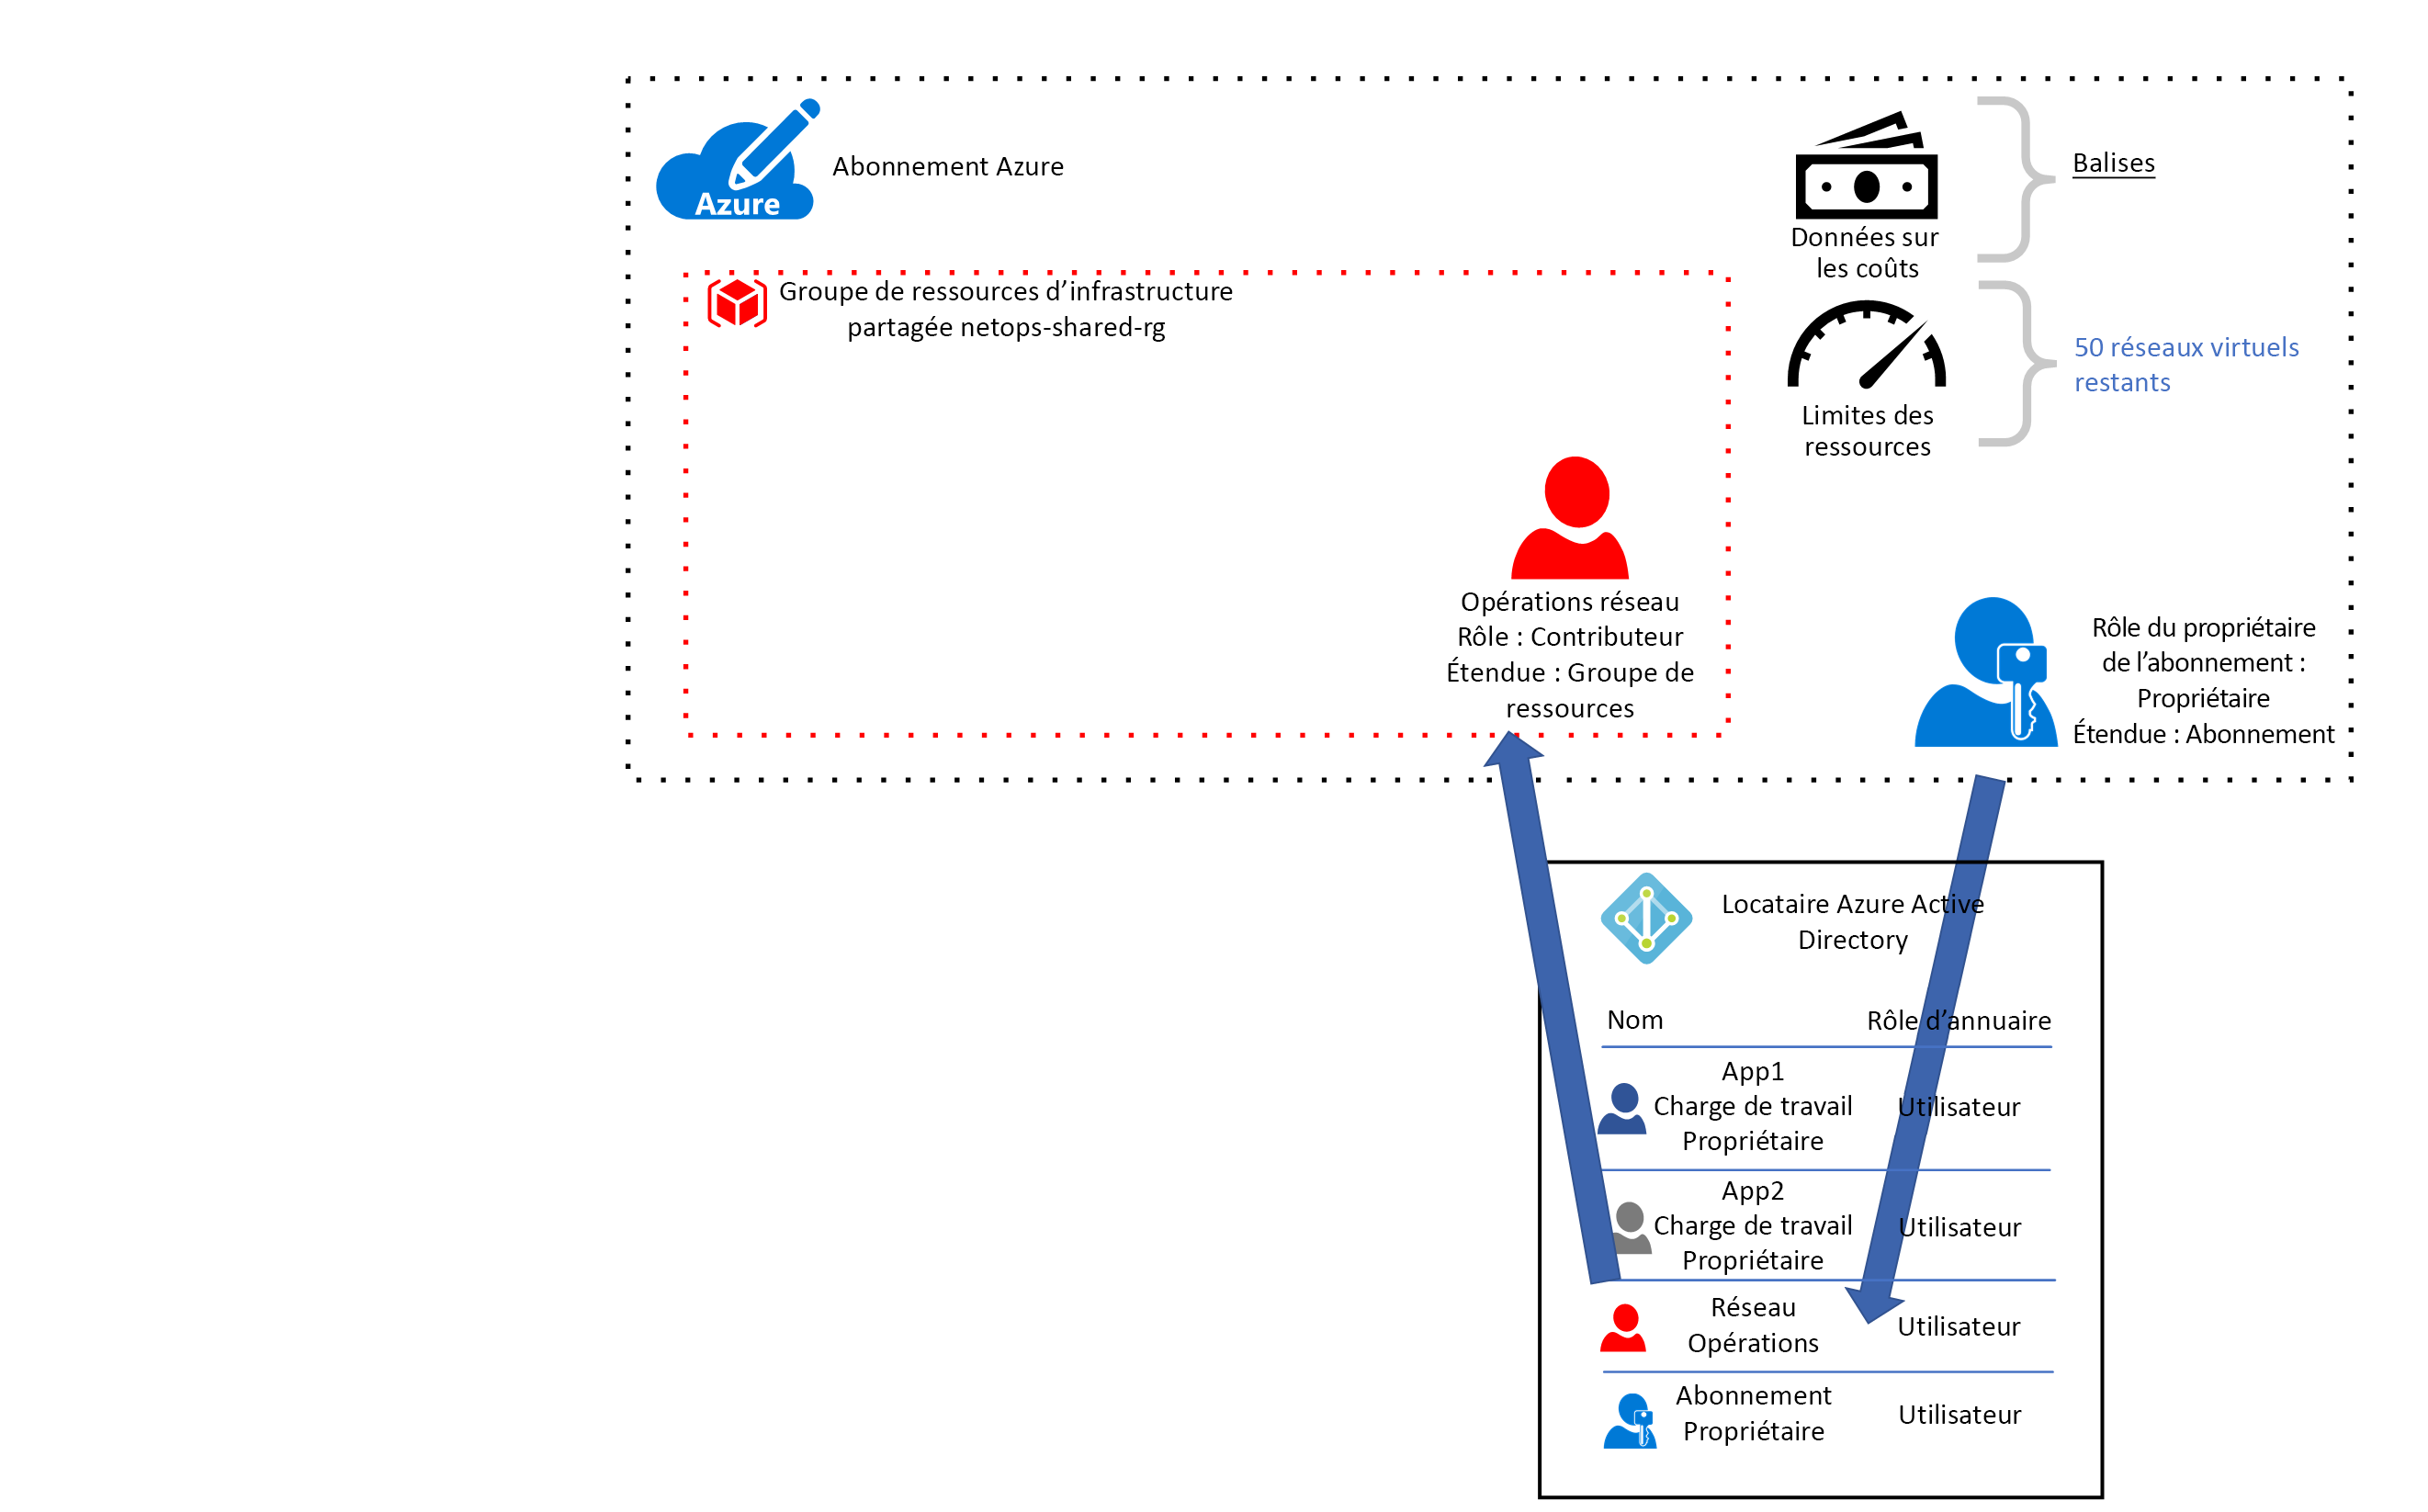 Azure
Abonnement Azure
Données sur
les coûts
Balises
Groupe de ressources d’infrastructure
partagée netops-shared-rg
Limites des
ressources
50 réseaux virtuels
restants
Opérations réseau
Rôle : Contributeur
Étendue : Groupe de
ressources
Rôle du propriétaire
de l’abonnement :
Propriétaire
Étendue : Abonnement
Locataire Azure Active
Directory
Nom
Rôle d’annuaire
App1
Charge de travail
Propriétaire
Utilisateur
App2
Charge de travail
Propriétaire
Utilisateur
Réseau
Opérations
Utilisateur
Abonnement
Propriétaire
Utilisateur